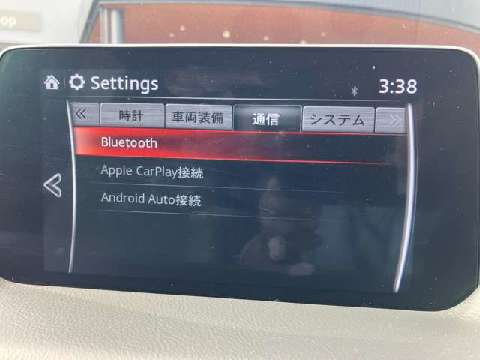 Settings
3:38
時計 車両装備 通信 システム
Bluetooth
Apple CarPlay接続
Android Auto接続